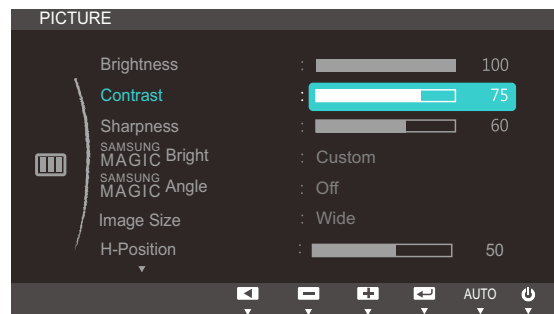 PICTURE
Brightness : 100
Contrast : 75
Sharpness : 60
SAMSUNG
MAGIC Bright : Custom
SAMSUNG
MAGIC Angle : Off
Image Size : Wide
H-Position : 50
AUTO